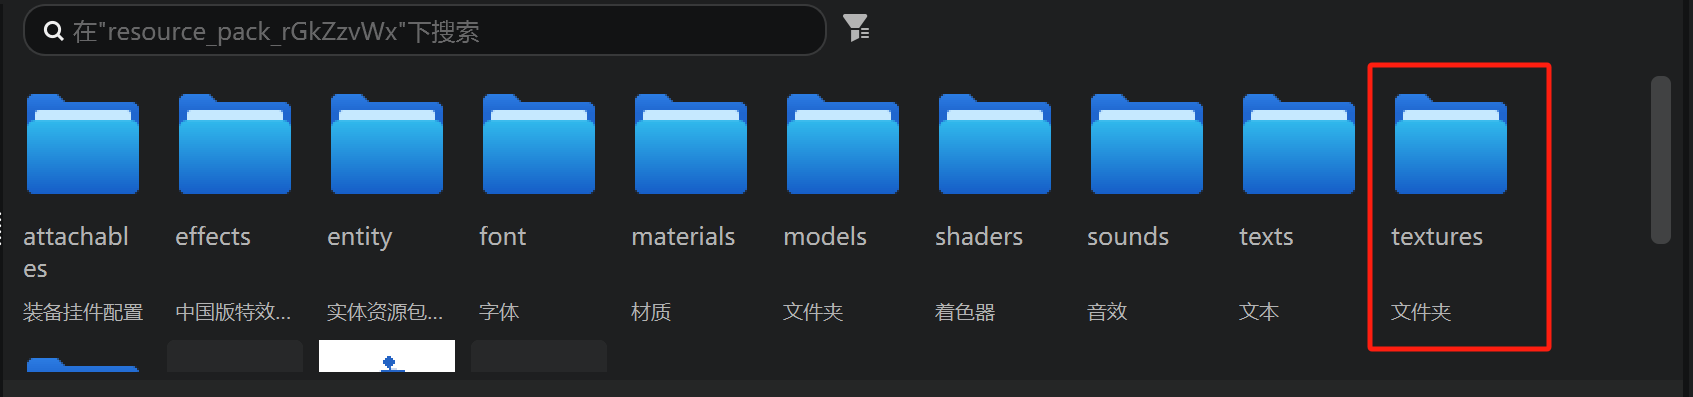 在"resource_pack_rGkZzvWx"下搜索
attachabl
es
装备挂件配置
effects
中国版特效...
entity
实体资源包...
font
字体
materials
材质
models
文件夹
shaders
着色器
sounds
音效
texts
文本
textures
文件夹